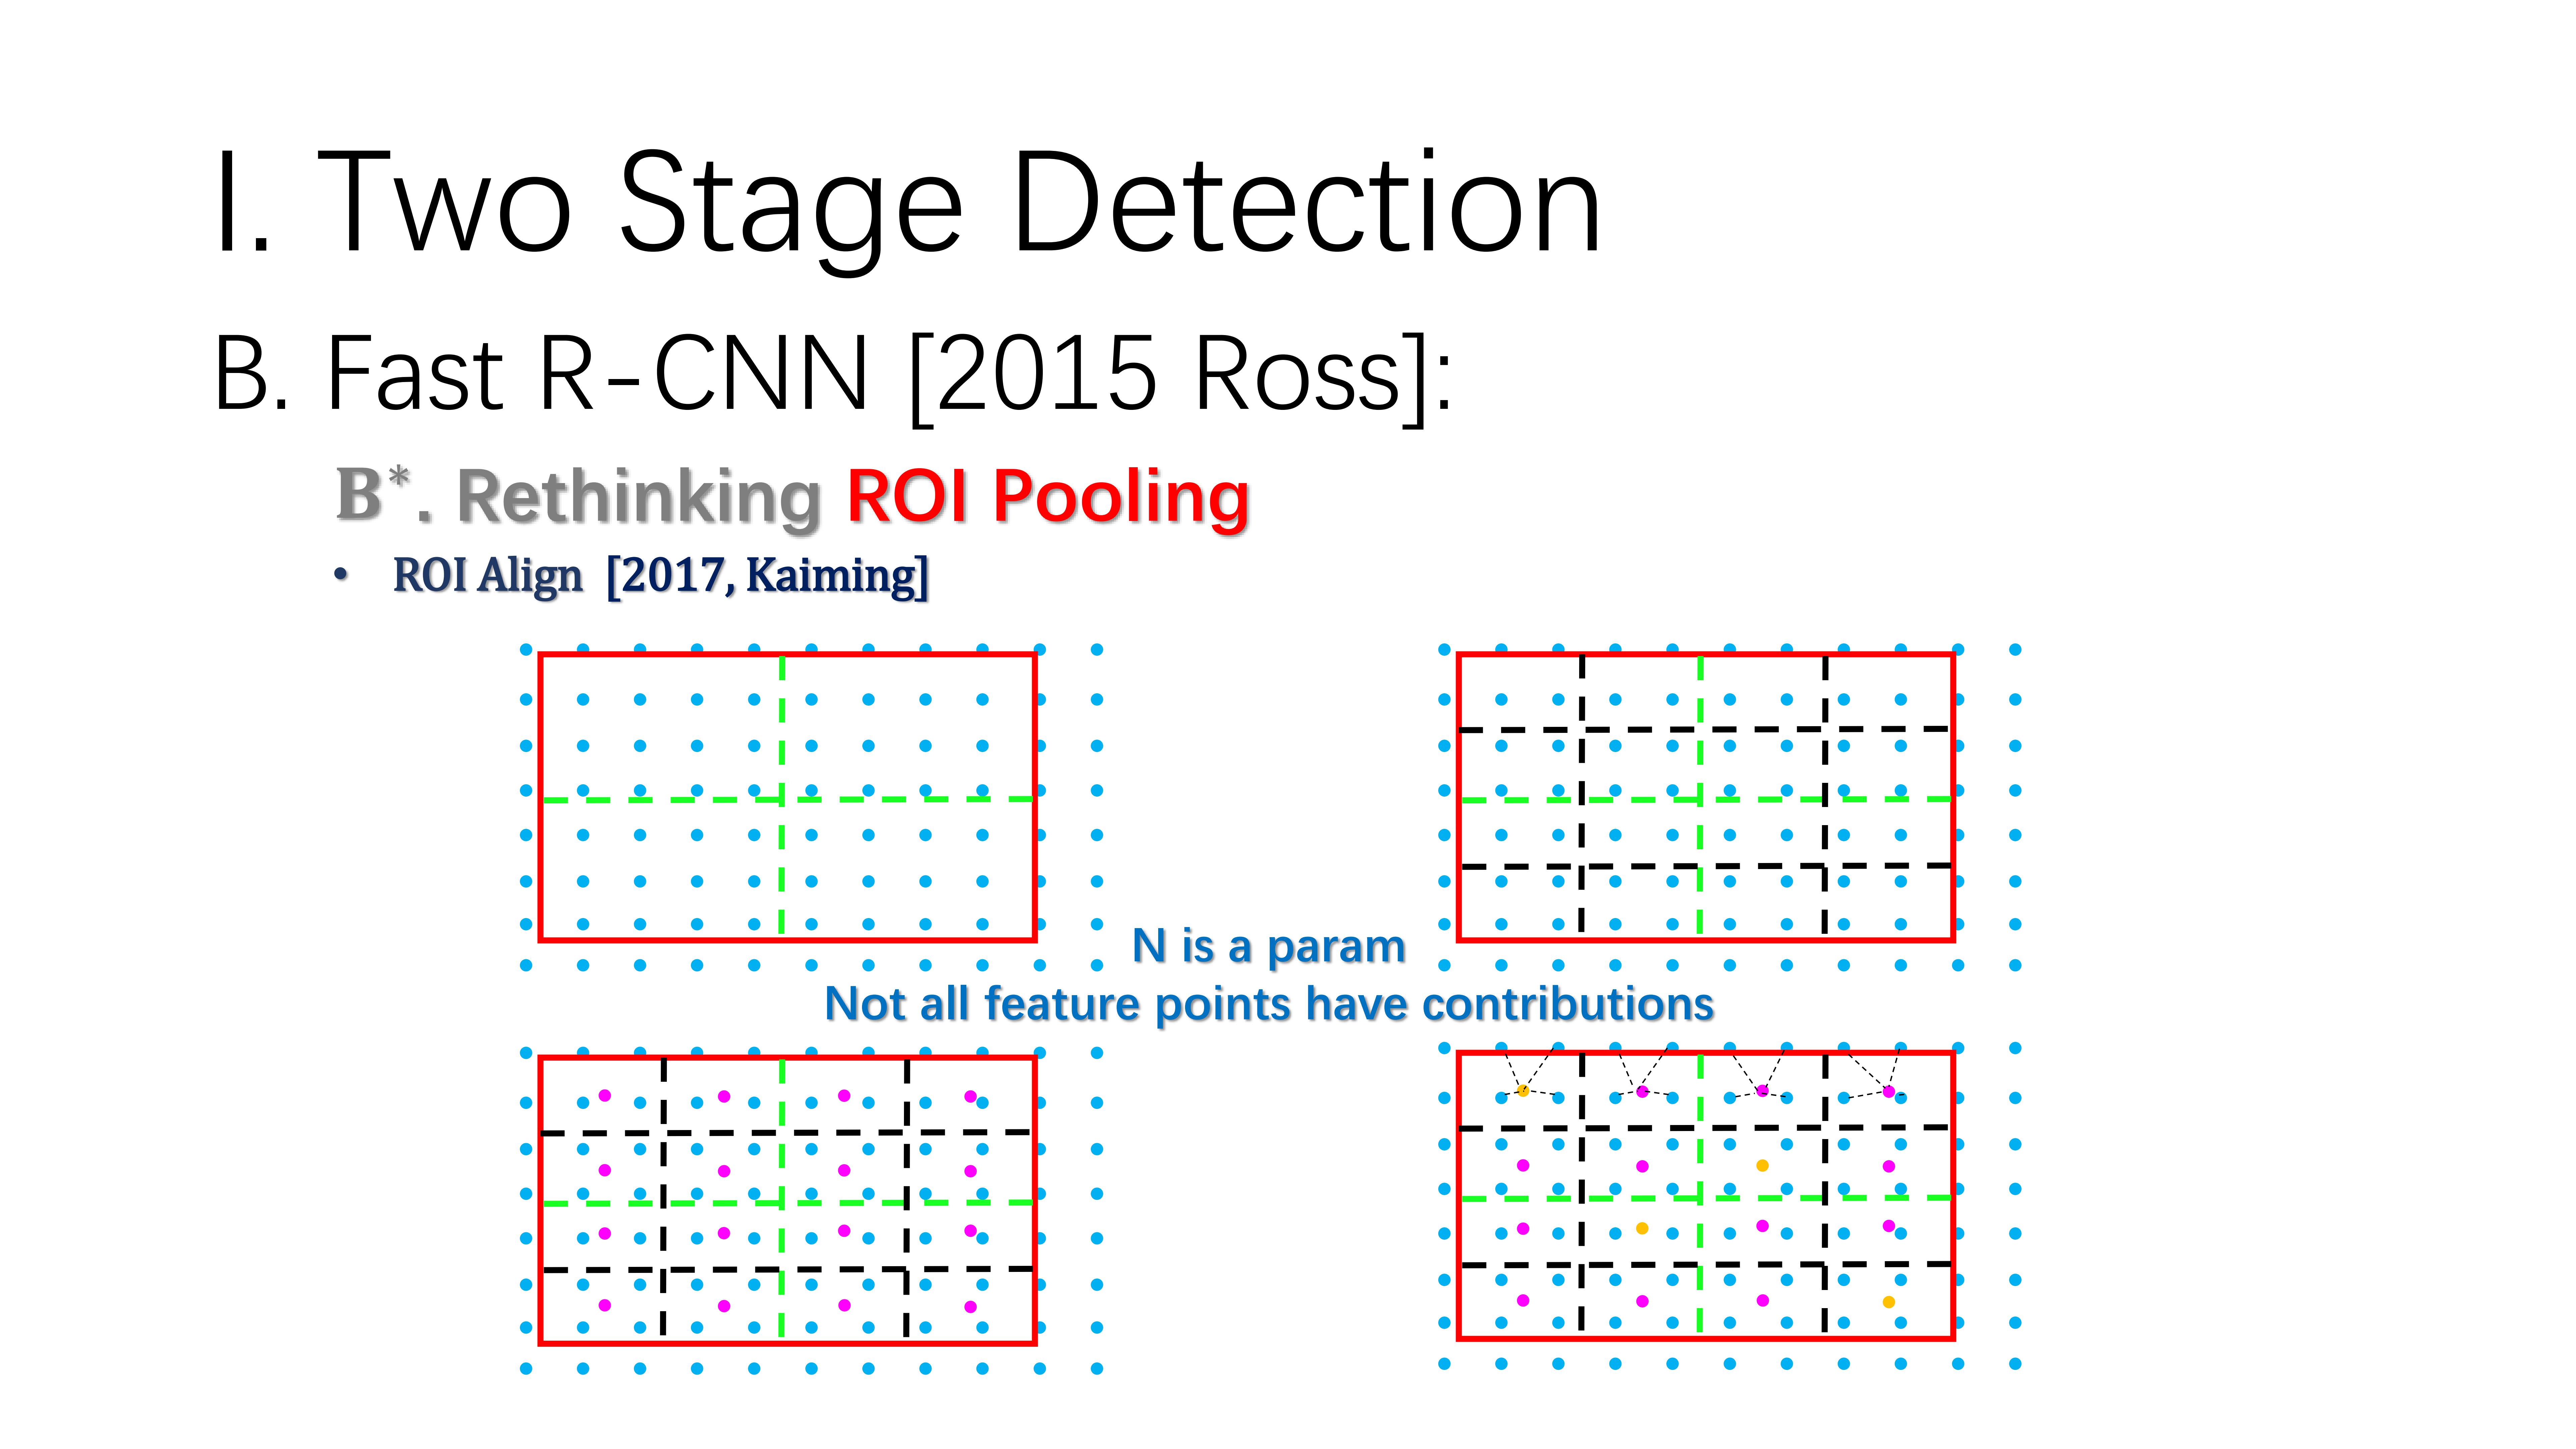 I. Two Stage Detection
B. Fast R-CNN [2015 Ross]:
B*. Rethinking ROI Pooling
• ROI Align [2017, Kaiming]
N is a param
Not all feature points have contributions